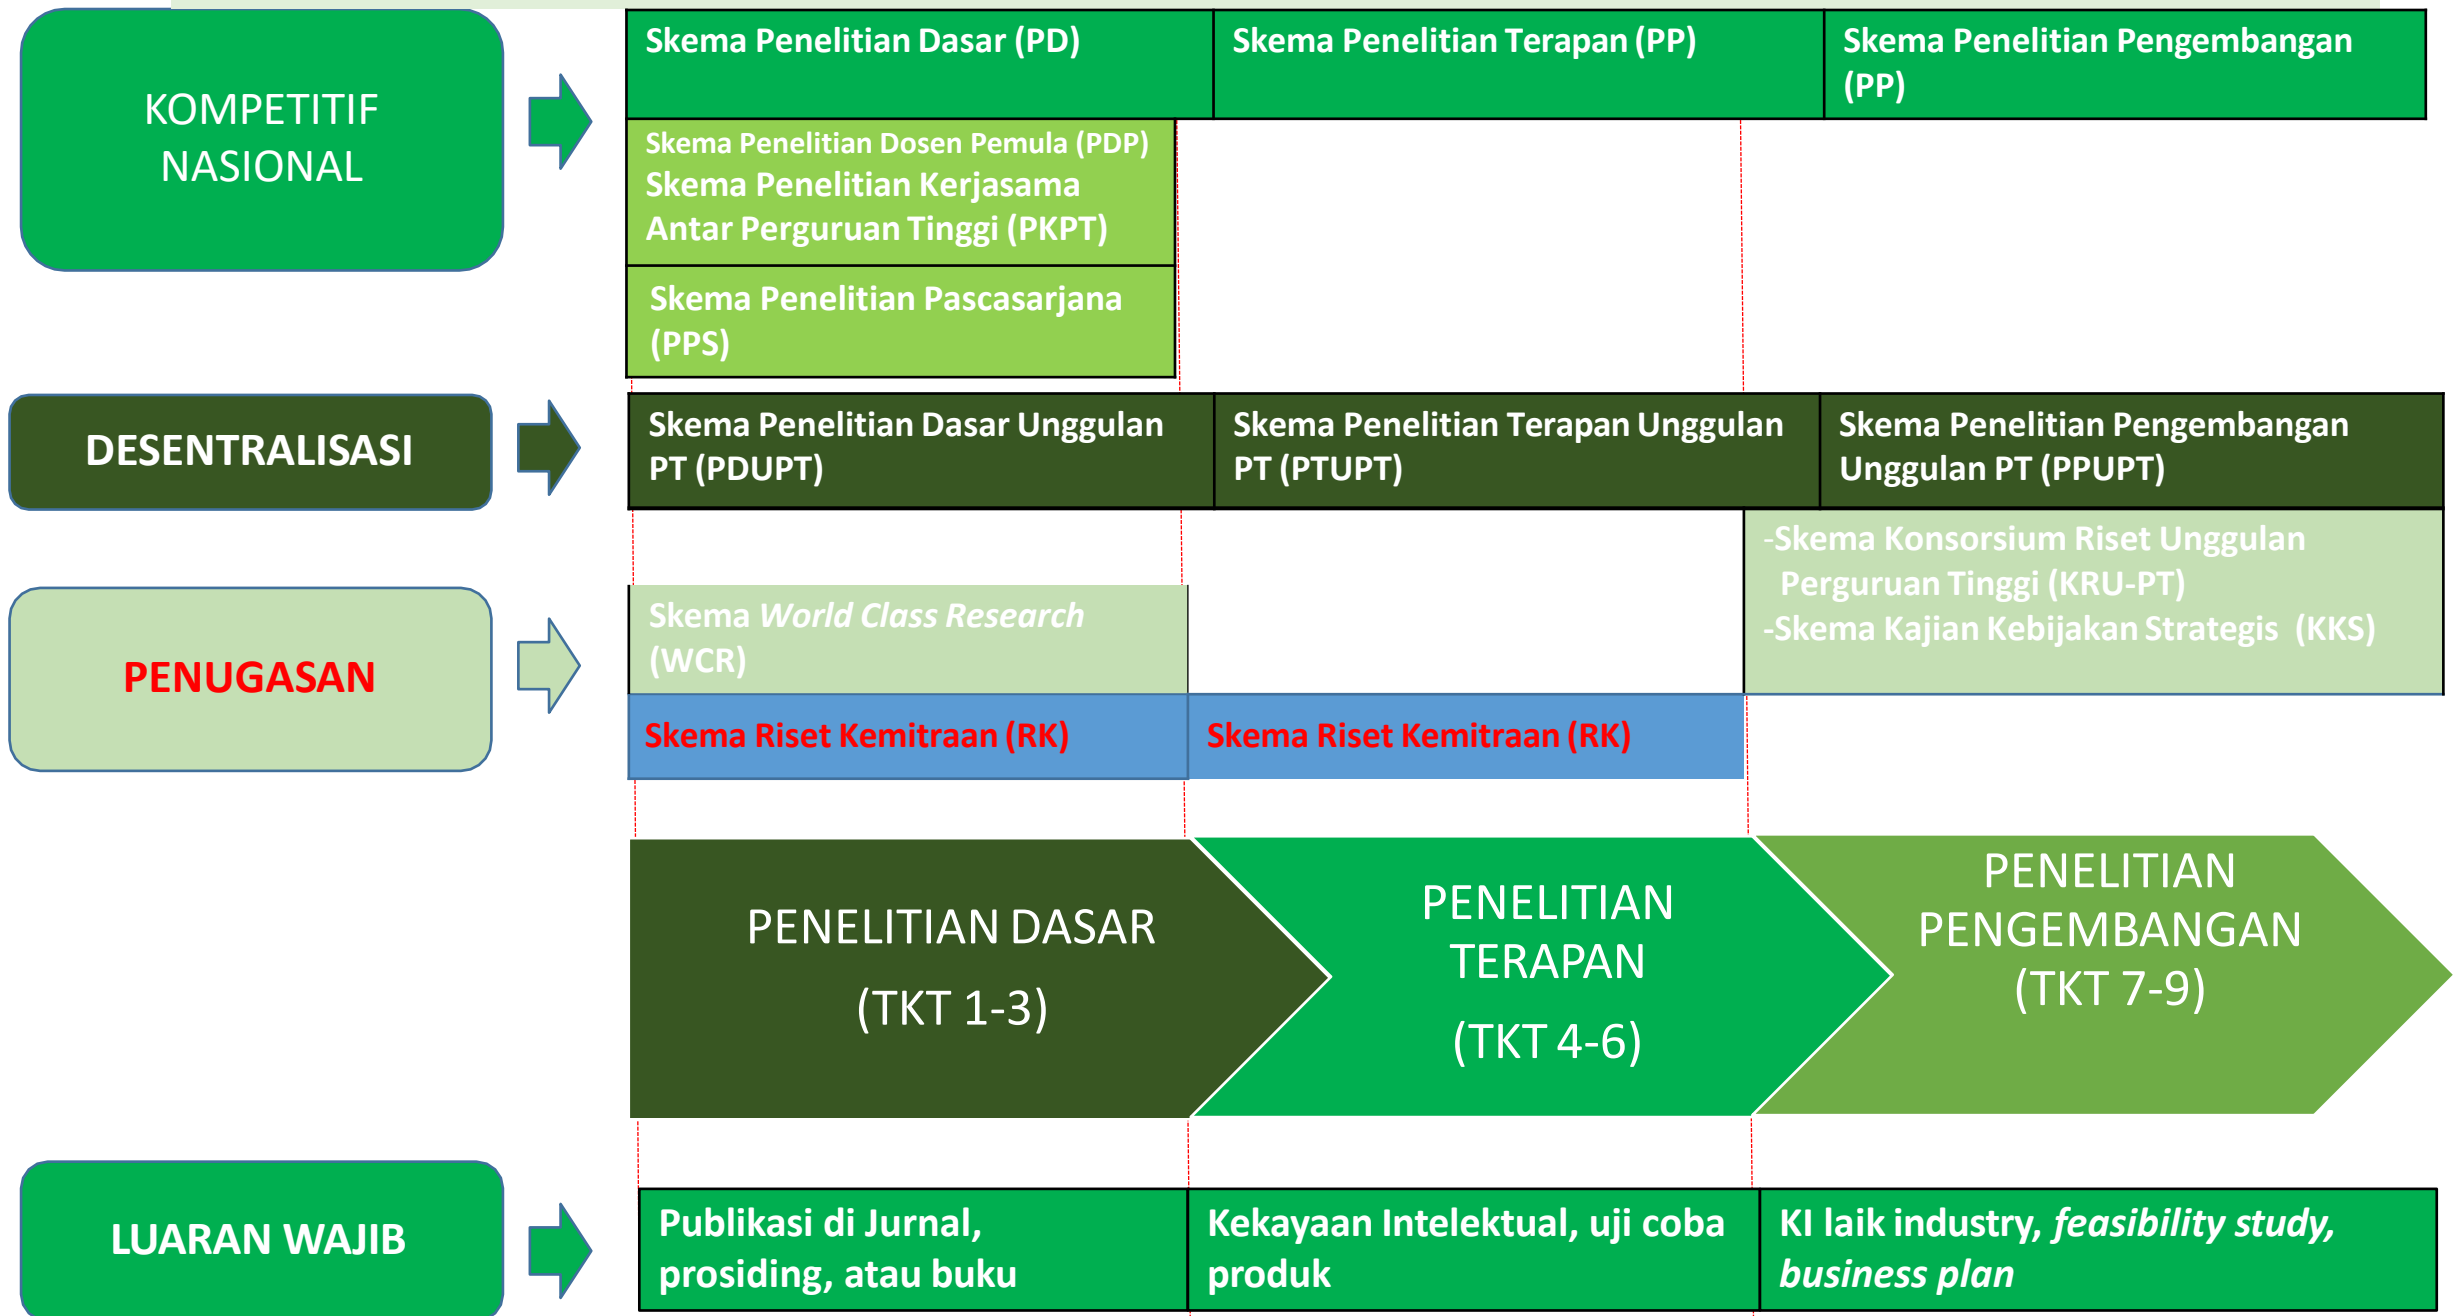 KOMPETITIF
NASIONAL
Skema Penelitian Dasar (PD)
Skema Penelitian Terapan (PP)
Skema Penelitian Pengembangan
(PP)
Skema Penelitian Dosen Pemula (PDP)
Skema Penelitian Kerjasama
Antar Perguruan Tinggi (PKPT)
Skema Penelitian Pascasarjana
(PPS)
DESENTRALISASI
Skema Penelitian Dasar Unggulan
PT (PDUPT)
Skema Penelitian Terapan Unggulan
PT (PTUPT)
Skema Penelitian Pengembangan
Unggulan PT (PPUPT)
PENUGASAN
Skema World Class Research
(WCR)
-Skema Konsorsium Riset Unggulan
Perguruan Tinggi (KRU-PT)
-Skema Kajian Kebijakan Strategis (KKS)
Skema Riset Kemitraan (RK)
Skema Riset Kemitraan (RK)
PENELITIAN DASAR
(TKT 1-3)
PENELITIAN
TERAPAN
(TKT 4-6)
PENELITIAN
PENGEMBANGAN
(TKT 7-9)
LUARAN WAJIB
Publikasi di Jurnal,
prosiding, atau buku
Kekayaan Intelektual, uji coba
produk
KI laik industry, feasibility study,
business plan